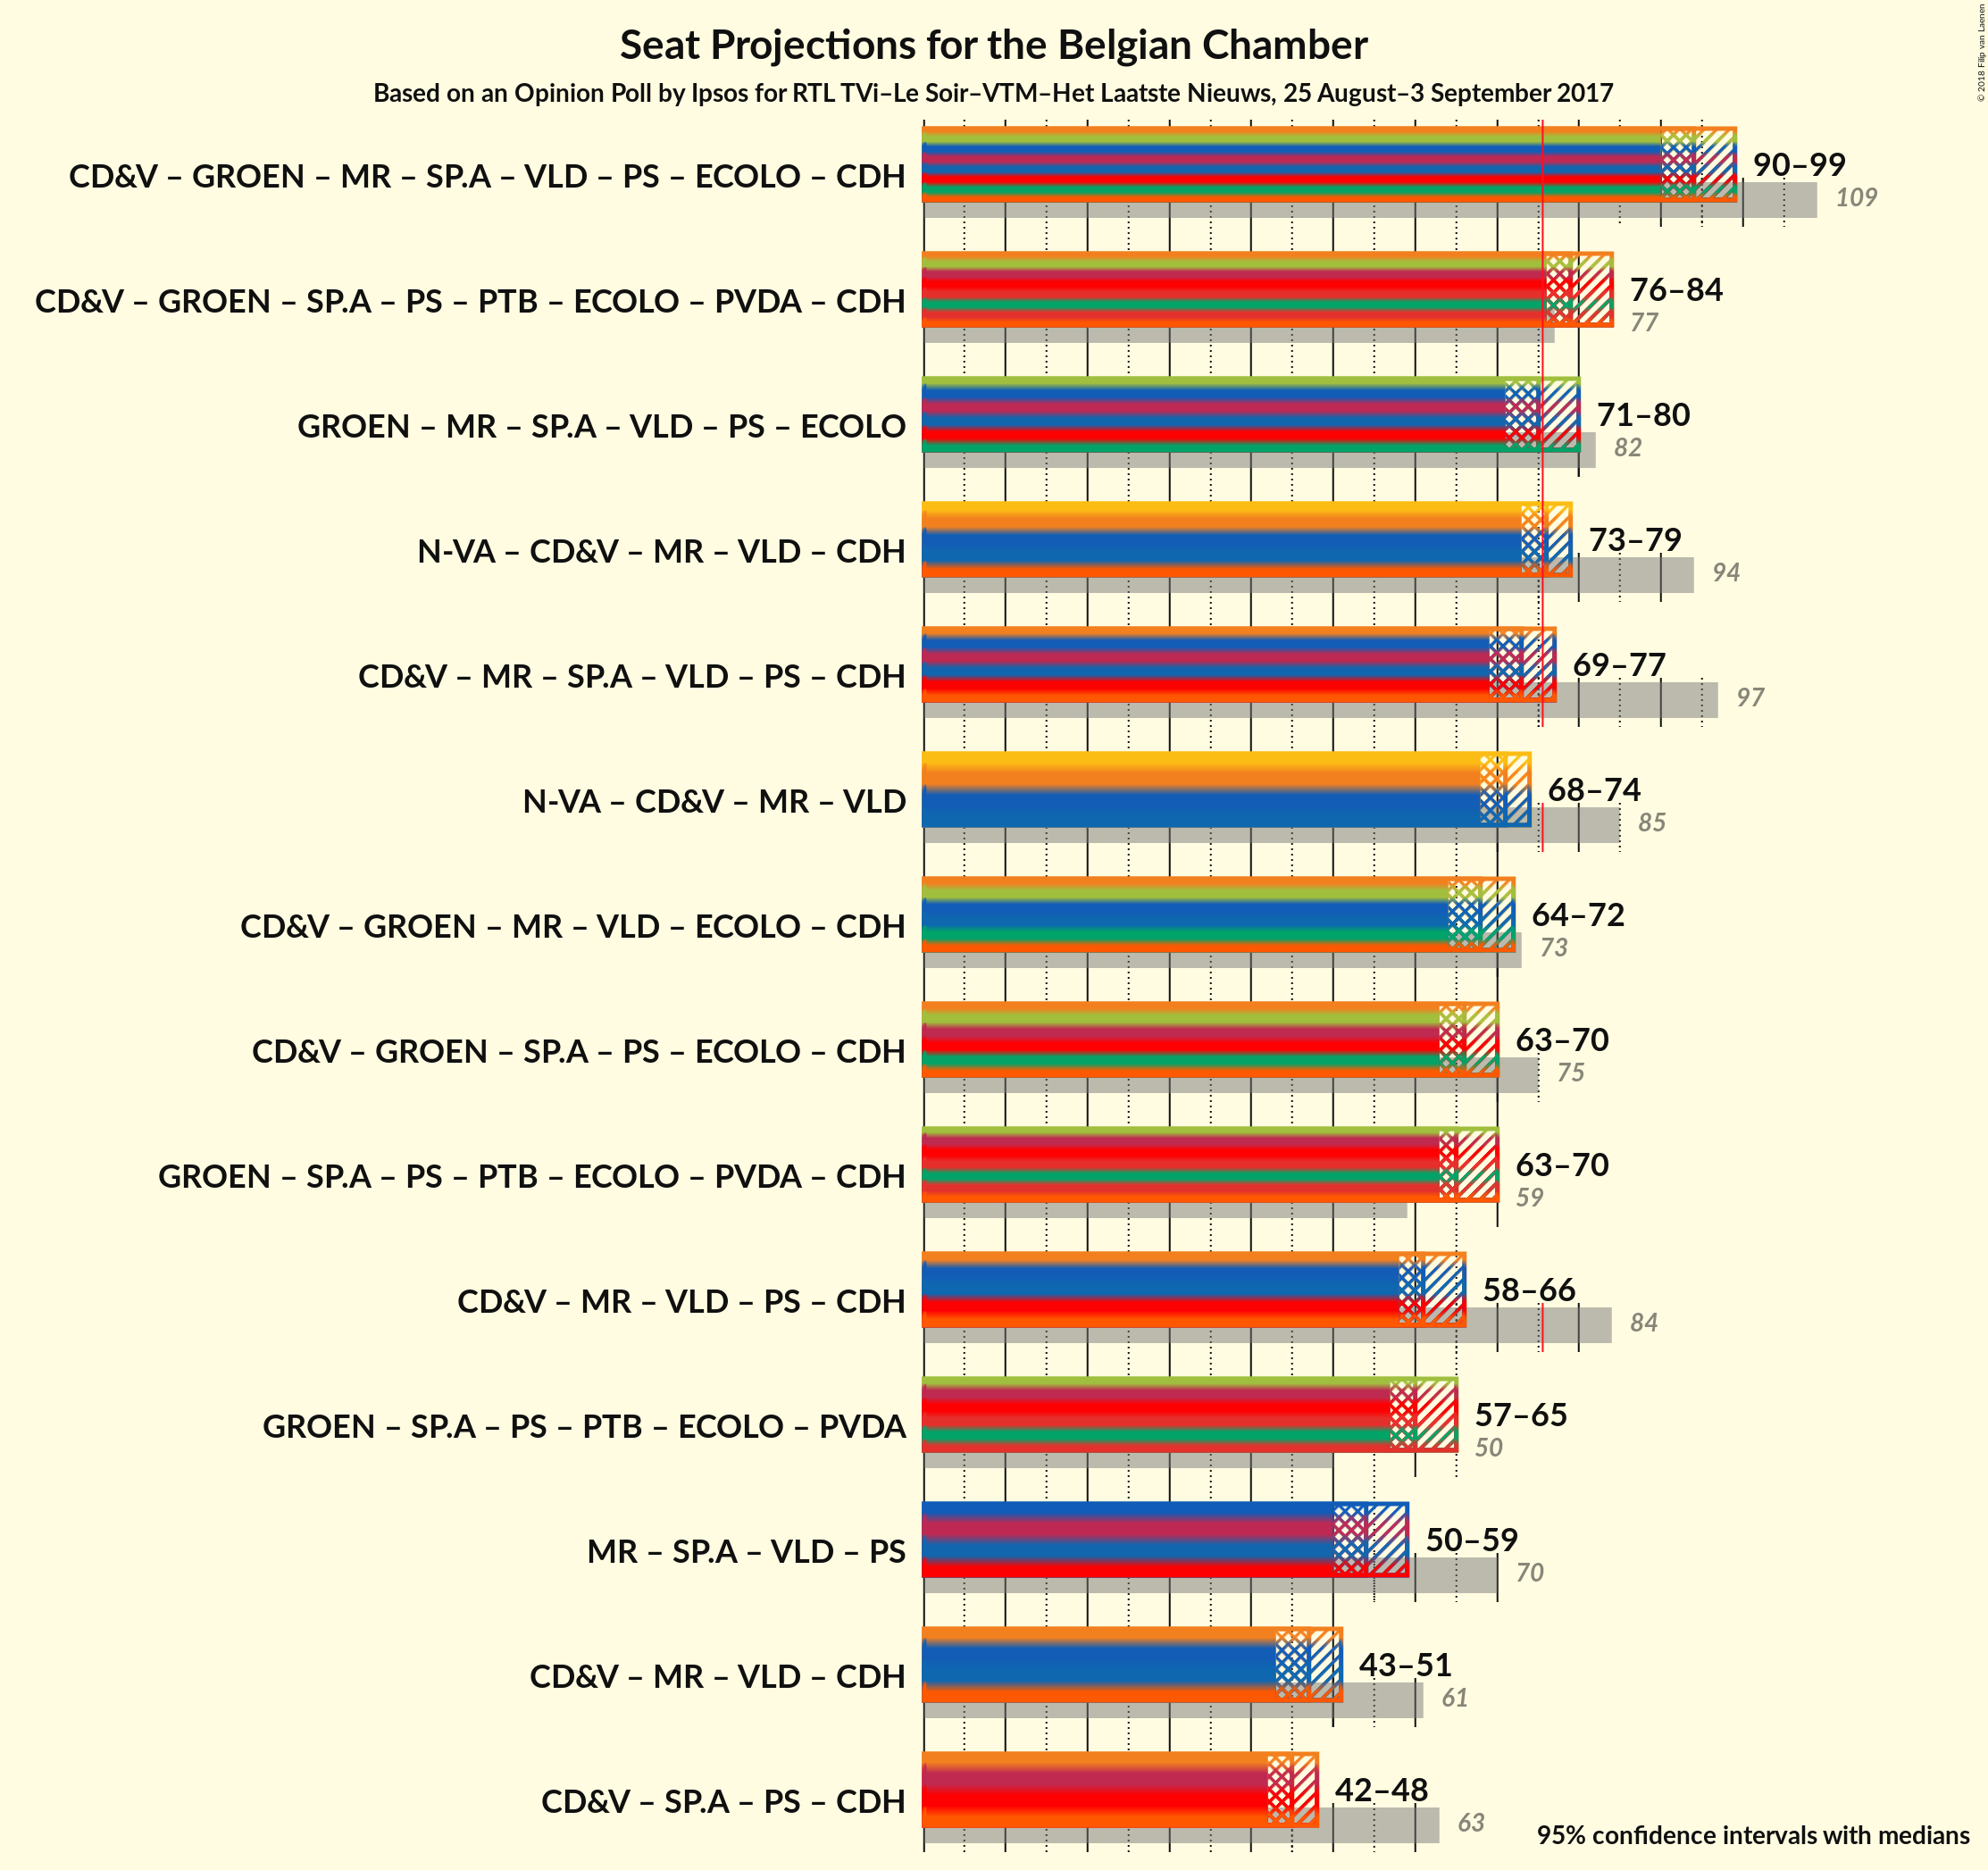 Seat Projections for the Belgian Chamber
Based on an Opinion Poll by Ipsos for RTL TVi–Le Soir–VTM–Het Laatste Nieuws, 25 August–3 September 2017
© 2018 Filip van Laenen
CD&V – GROEN – MR – SP.A – VLD – PS – ECOLO – CDH
90–99
109
CD&V – GROEN – SP.A – PS – PTB – ECOLO – PVDA – CDH
76–84
77
GROEN – MR – SP.A – VLD – PS – ECOLO
71–80
82
N-VA – CD&V – MR – VLD – CDH
73–79
94
CD&V – MR – SP.A – VLD – PS – CDH
69–77
97
N-VA – CD&V – MR – VLD
68–74
85
CD&V – GROEN – MR – VLD – ECOLO – CDH
64–72
73
CD&V – GROEN – SP.A – PS – ECOLO – CDH
63–70
75
GROEN – SP.A – PS – PTB – ECOLO – PVDA – CDH
63–70
59
CD&V – MR – VLD – PS – CDH
58–66
84
GROEN – SP.A – PS – PTB – ECOLO – PVDA
57–65
50
MR – SP.A – VLD – PS
50–59
70
CD&V – MR – VLD – CDH
43–51
61
CD&V – SP.A – PS – CDH
42–48
63
95% confidence intervals with medians